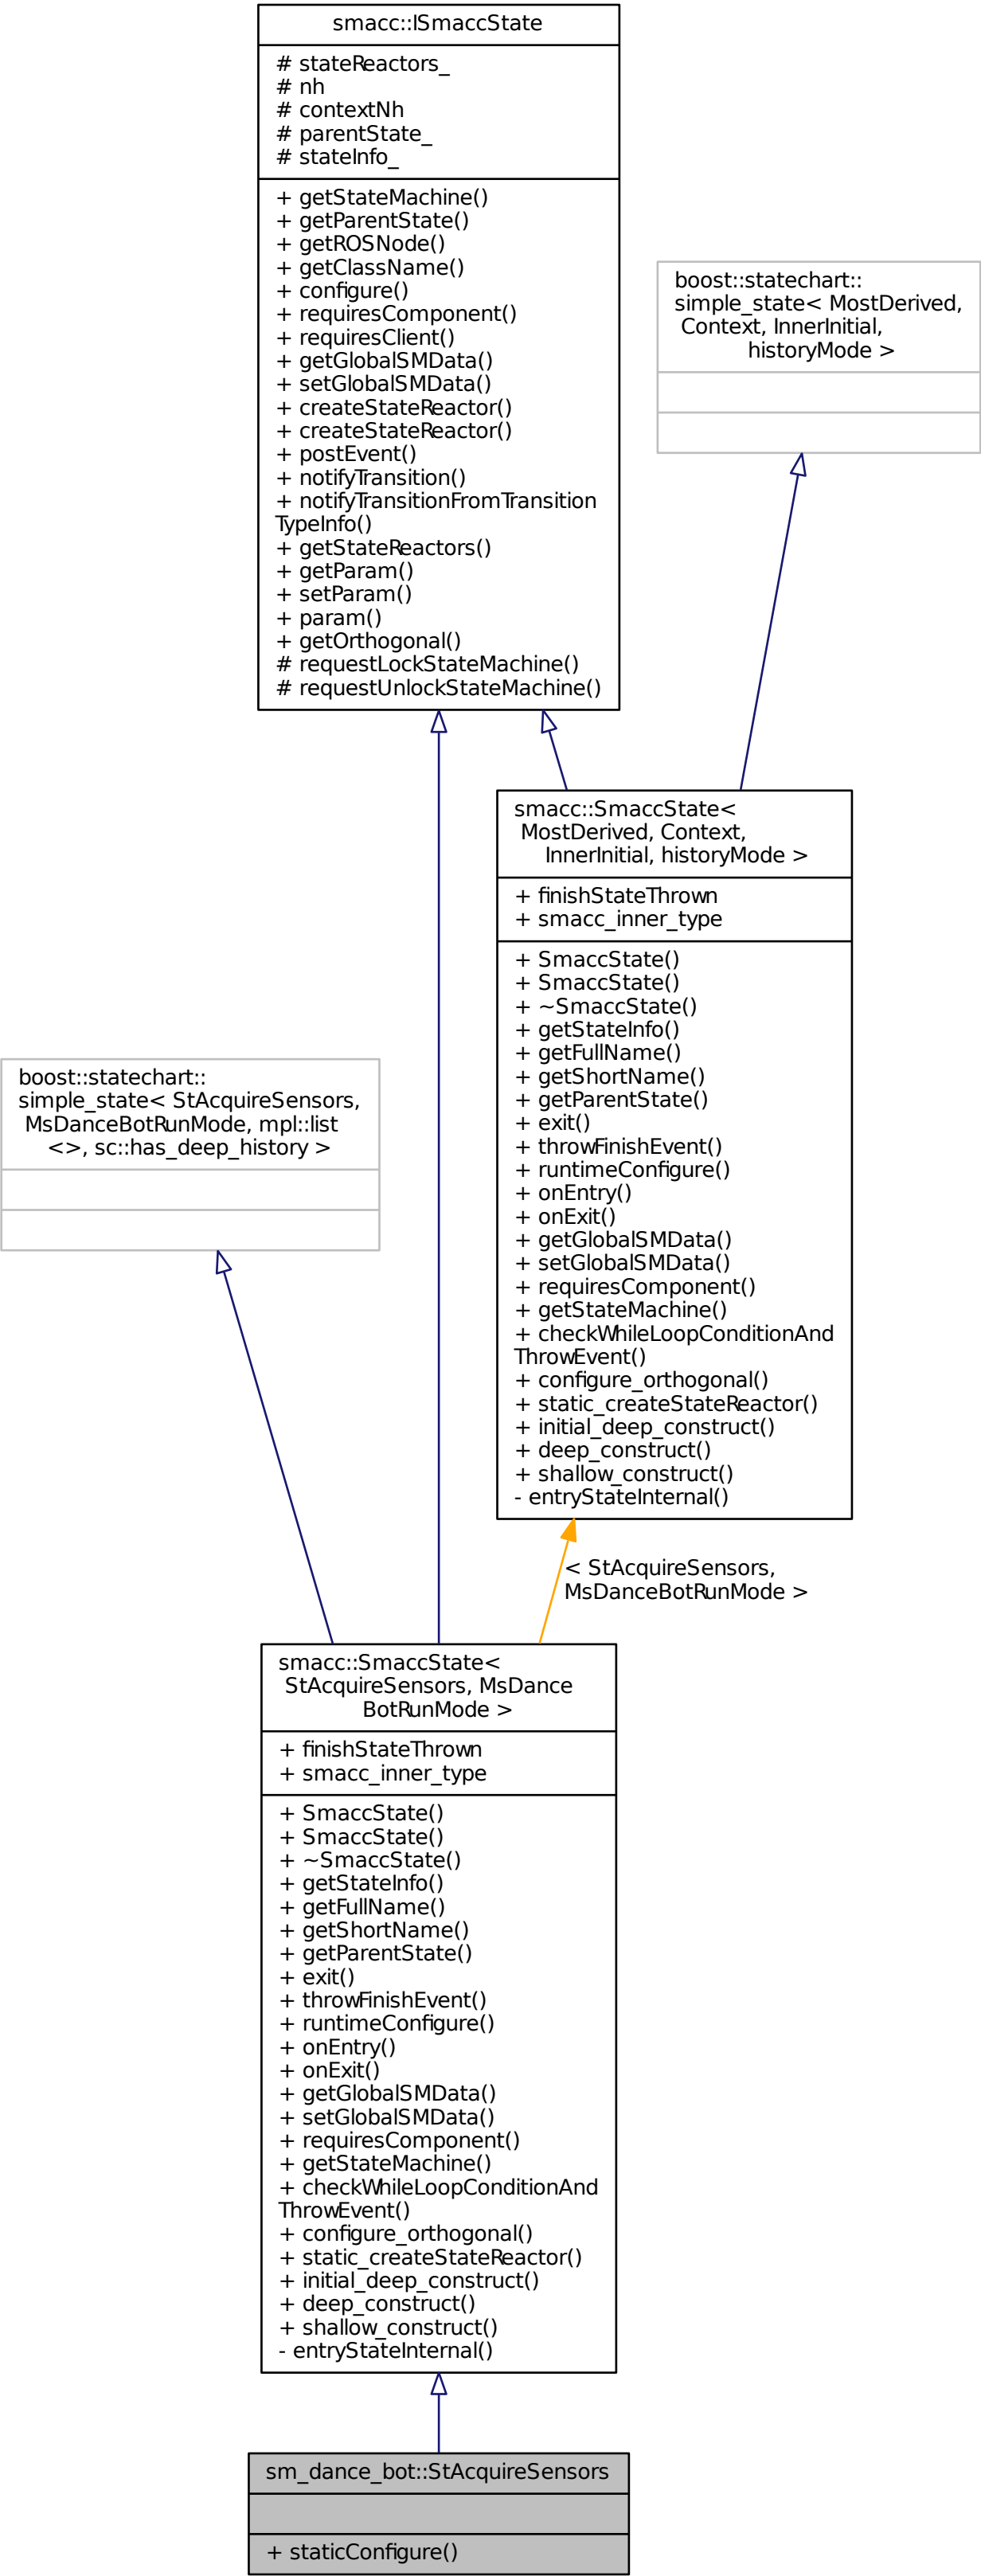 smacc::ISmaccState
# stateReactors_
# nh
# contextNh
# parentState_
# stateInfo_
+ getStateMachine()
+ getParentState()
+ getROSNode()
+ getClassName()
+ configure()
+ requiresComponent()
+ requiresClient()
+ getGlobalSMData()
+ setGlobalSMData()
+ createStateReactor()
+ createStateReactor()
+ postEvent()
+ notifyTransition()
+ notifyTransitionFromTransition
TypeInfo()
+ getStateReactors()
+ getParam()
+ setParam()
+ param()
+ getOrthogonal()
# requestLockStateMachine()
# requestUnlockStateMachine()
boost::statechart::
simple_state< MostDerived,
Context, InnerInitial,
historyMode >
smacc::SmaccState<
MostDerived, Context,
InnerInitial, historyMode >
+ finishStateThrown
+ smacc_inner_type
+ SmaccState()
+ SmaccState()
+ ~SmaccState()
+ getStateInfo()
+ getFullName()
+ getShortName()
+ getParentState()
+ exit()
+ throwFinishEvent()
+ runtimeConfigure()
+ onEntry()
+ onExit()
+ getGlobalSMData()
+ setGlobalSMData()
+ requiresComponent()
+ getStateMachine()
+ checkWhileLoopConditionAnd
ThrowEvent()
+ configure_orthogonal()
+ static_createStateReactor()
+ initial_deep_construct()
+ deep_construct()
+ shallow_construct()
- entryStateInternal()
boost::statechart::
simple_state< StAcquireSensors,
MsDanceBotRunMode, mpl::list
<>, sc::has_deep_history >
< StAcquireSensors,
MsDanceBotRunMode >
smacc::SmaccState<
StAcquireSensors, MsDance
BotRunMode >
+ finishStateThrown
+ smacc_inner_type
+ SmaccState()
+ SmaccState()
+ ~SmaccState()
+ getStateInfo()
+ getFullName()
+ getShortName()
+ getParentState()
+ exit()
+ throwFinishEvent()
+ runtimeConfigure()
+ onEntry()
+ onExit()
+ getGlobalSMData()
+ setGlobalSMData()
+ requiresComponent()
+ getStateMachine()
+ checkWhileLoopConditionAnd
ThrowEvent()
+ configure_orthogonal()
+ static_createStateReactor()
+ initial_deep_construct()
+ deep_construct()
+ shallow_construct()
- entryStateInternal()
sm_dance_bot::StAcquireSensors
+ staticConfigure()